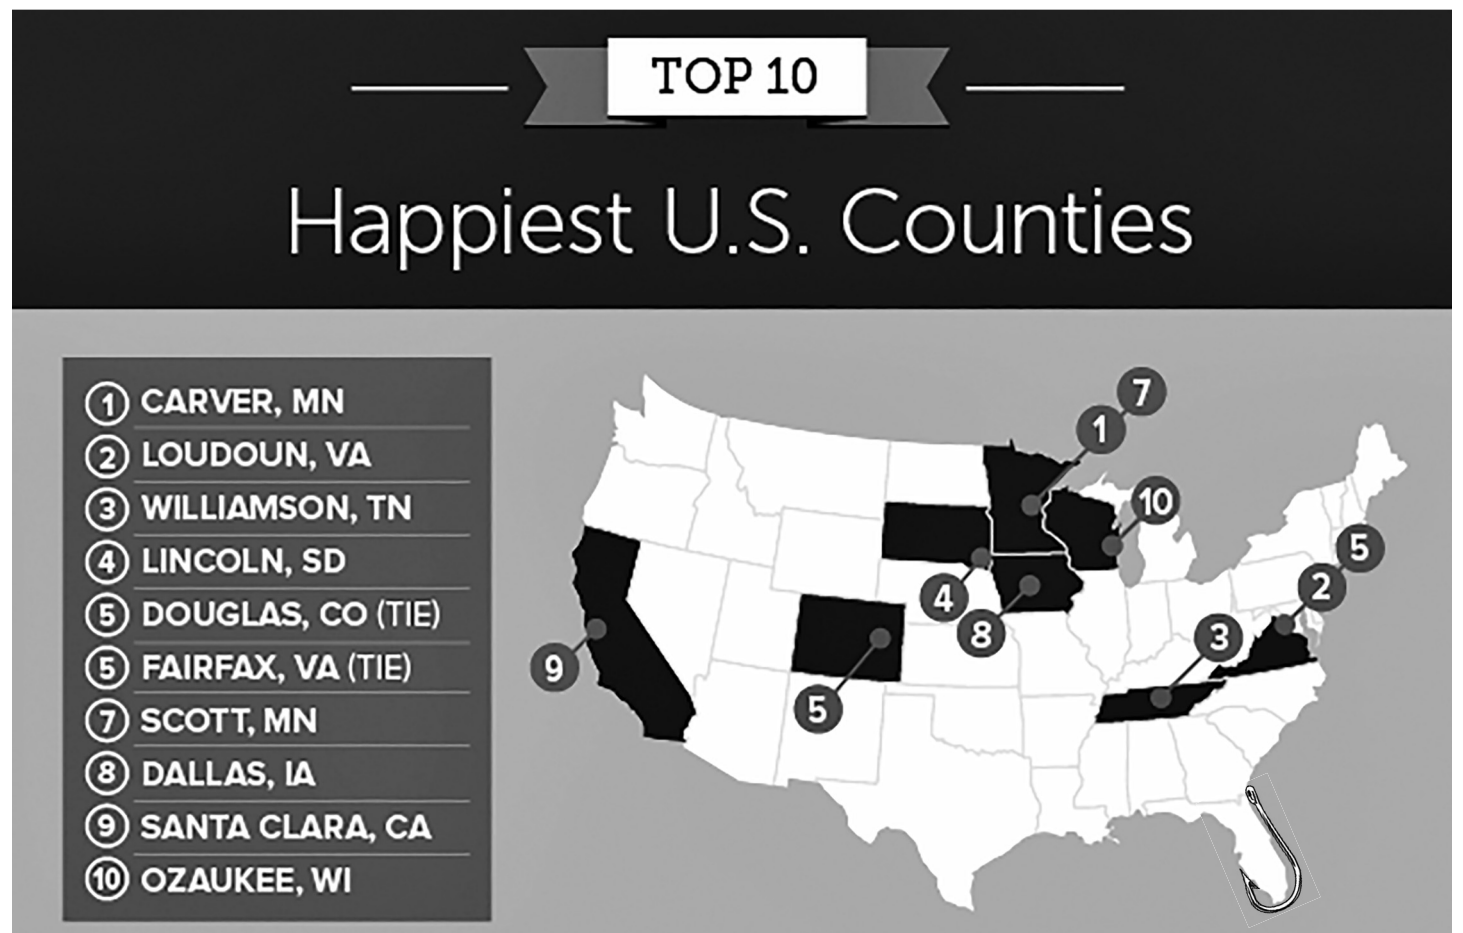 TOP 10
Happiest U.S. Counties
1 CARVER, MN
2 LOUDOUN, VA
3 WILLIAMSON, TN
4 LINCOLN, SD
5 DOUGLAS, CO (TIE)
5 FAIRFAX, VA (TIE)
7 SCOTT, MN
8 DALLAS, IA
9 SANTA CLARA, CA
10 OZAUKEE, WI
7
1
10
5
4
2
8
3
9
5